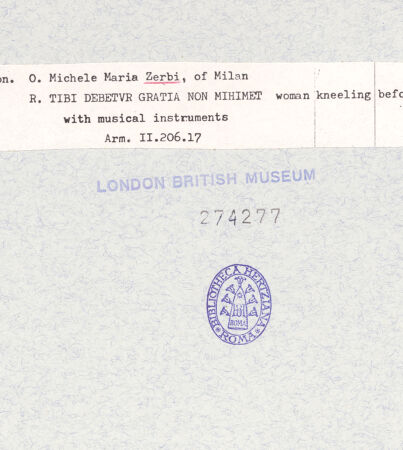 on. O. Michele Maria Zerbi, of Milan
R. TIBI DEBETVR GRATIA NON MIHIMET woman kneeling befo
with musical instruments
Arm. II.206.17
LONDON BRITISH MUSEUM
274277
BIBLIOTHECA HERTZIANA
ROMA
ROMA